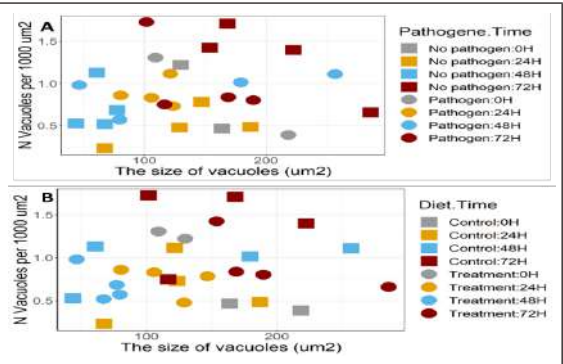 A
Pathogene.Time
No pathogen:0H
No pathogen:24H
No pathogen:48H
No pathogen:72H
Pathogen:0H
Pathogen:24H
Pathogen:48H
Pathogen:72H
N Vacuoles per 1000 um2
1.5
1.0
0.5
100
200
The size of vacuoles (um2)
B
Diet.Time
Control:0H
Control:24H
Control:48H
Control:72H
Treatment:0H
Treatment:24H
Treatment:48H
Treatment:72H
N Vacuoles per 1000 um2
1.5
1.0
0.5
100
200
The size of vacuoles (um2)